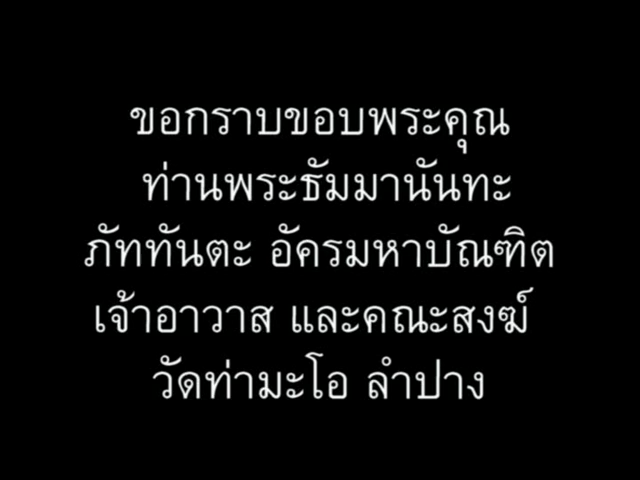 ขอกราบขอบพระคุณ
ท่านพระธัมมานันทะ
ภัททันตะ อัครมหาบัณฑิต
เจ้าอาวาส และคณะสงฆ์
วัดท่ามะโอ ลำปาง